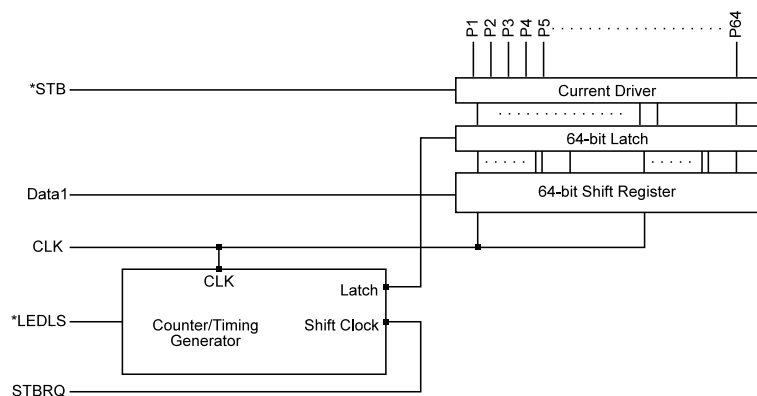 P1
P2
P3
P4
P5
P64
*STB
Current Driver
64-bit Latch
Data1
64-bit Shift Register
CLK
CLK
Latch
*LEDLS
Counter/Timing
Generator
Shift Clock
STBRQ